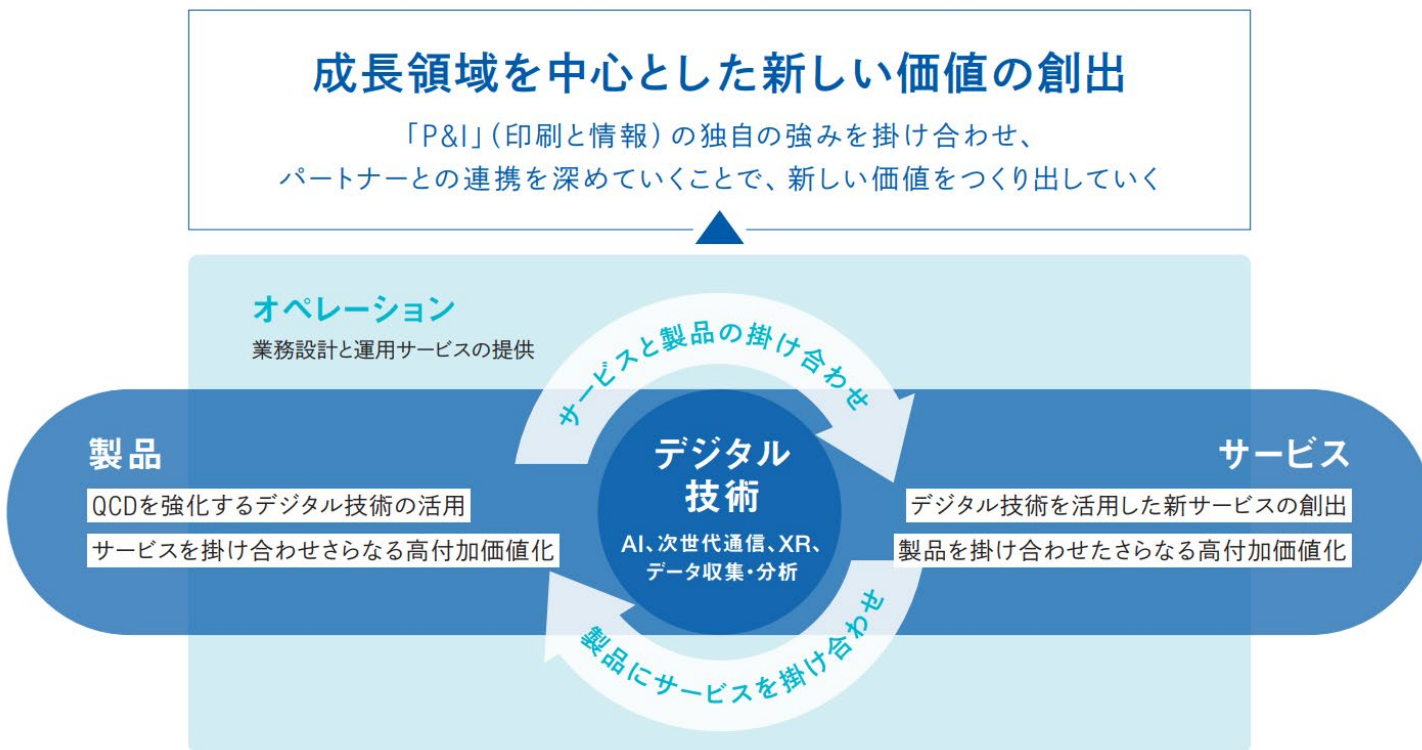 成長領域を中心とした新しい価値の創出
「P&I」（印刷と情報）の独自の強みを掛け合わせ、
パートナーとの連携を深めていくことで、新しい価値をつくり出していく
オペレーション
業務設計と運用サービスの提供
サービスと製品の掛け合わせ
製品
QCDを強化するデジタル技術の活用
サービスを掛け合わせさらなる高付加価値化
デジタル
技術
AI、次世代通信、XR、
データ収集・分析
サービス
デジタル技術を活用した新サービスの創出
製品を掛け合わせたさらなる高付加価値化
製品にサービスを掛け合わせ